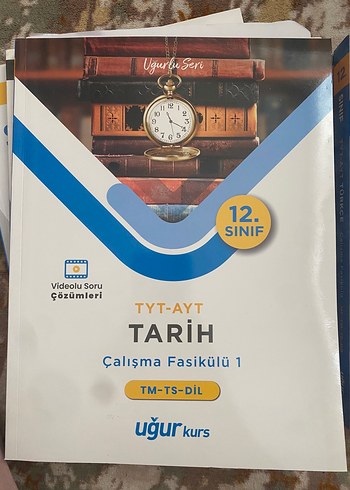 Uğurlu Seri
12.
SINIF
Videolu Soru
Çözümleri
TYT-AYT
TARİH
Çalışma Fasikülü 1
TM-TS-DİL
uğur kurs